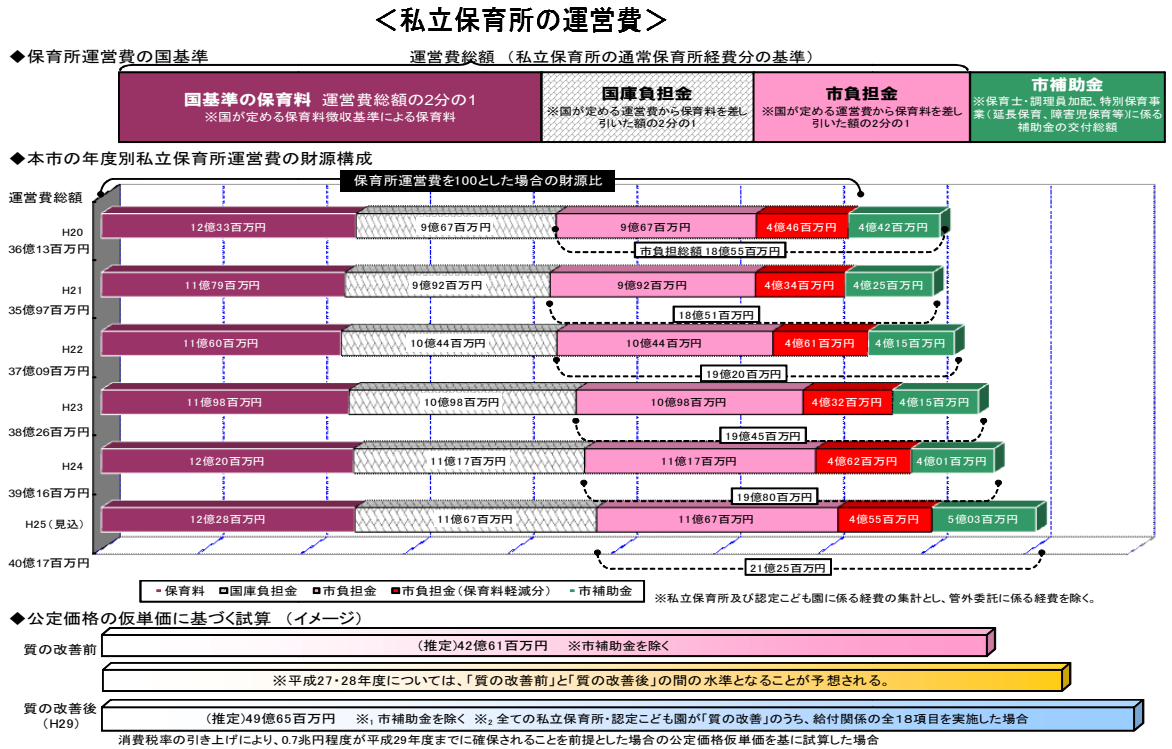 ＜私立保育所の運営費＞
◆保育所運営費の国基準
運営費総額 （私立保育所の通常保育所経費分の基準）
国基準の保育料 運営費総額の2分の1
※国が定める保育料徴収基準による保育料
国庫負担金
※国が定める運営費から保育料を差し
引いた額の2分の1
市負担金
※国が定める運営費から保育料を差し
引いた額の2分の1
市補助金
※保育士・調理員加配、特別保育事
業(延長保育、障害児保育等)に係る
補助金の交付総額
◆本市の年度別私立保育所運営費の財源構成
保育所運営費を100とした場合の財源比
運営費総額
H20
12億33百万円 9億67百万円 9億67百万円 4億46百万円 4億42百万円
36億13百万円
市負担総額 18億55百万円
H21
11億79百万円 9億92百万円 9億92百万円 4億34百万円 4億25百万円
35億97百万円
18億51百万円
H22
11億60百万円 10億44百万円 10億44百万円 4億61百万円 4億15百万円
37億09百万円
19億20百万円
H23
11億98百万円 10億98百万円 10億98百万円 4億32百万円 4億15百万円
38億26百万円
19億45百万円
H24
12億20百万円 11億17百万円 11億17百万円 4億62百万円 4億01百万円
39億16百万円
19億80百万円
H25（見込）
12億28百万円 11億67百万円 11億67百万円 4億55百万円 5億03百万円
40億17百万円
21億25百万円
保育料 国庫負担金 市負担金 市負担金(保育料軽減分) 市補助金
※私立保育所及び認定こども園に係る経費の集計とし、管外委託に係る経費を除く。
◆公定価格の仮単価に基づく試算 （イメージ）
質の改善前
(推定)42億61百万円 ※市補助金を除く
※平成27・28年度については、「質の改善前」と「質の改善後」の間の水準となることが予想される。
質の改善後
(H29)
(推定)49億65百万円 ※1 市補助金を除く ※2 全ての私立保育所・認定こども園が「質の改善」のうち、給付関係の全18項目を実施した場合
消費税率の引き上げにより、0.7兆円程度が平成29年度までに確保されることを前提とした場合の公定価格仮単価を基に試算した場合